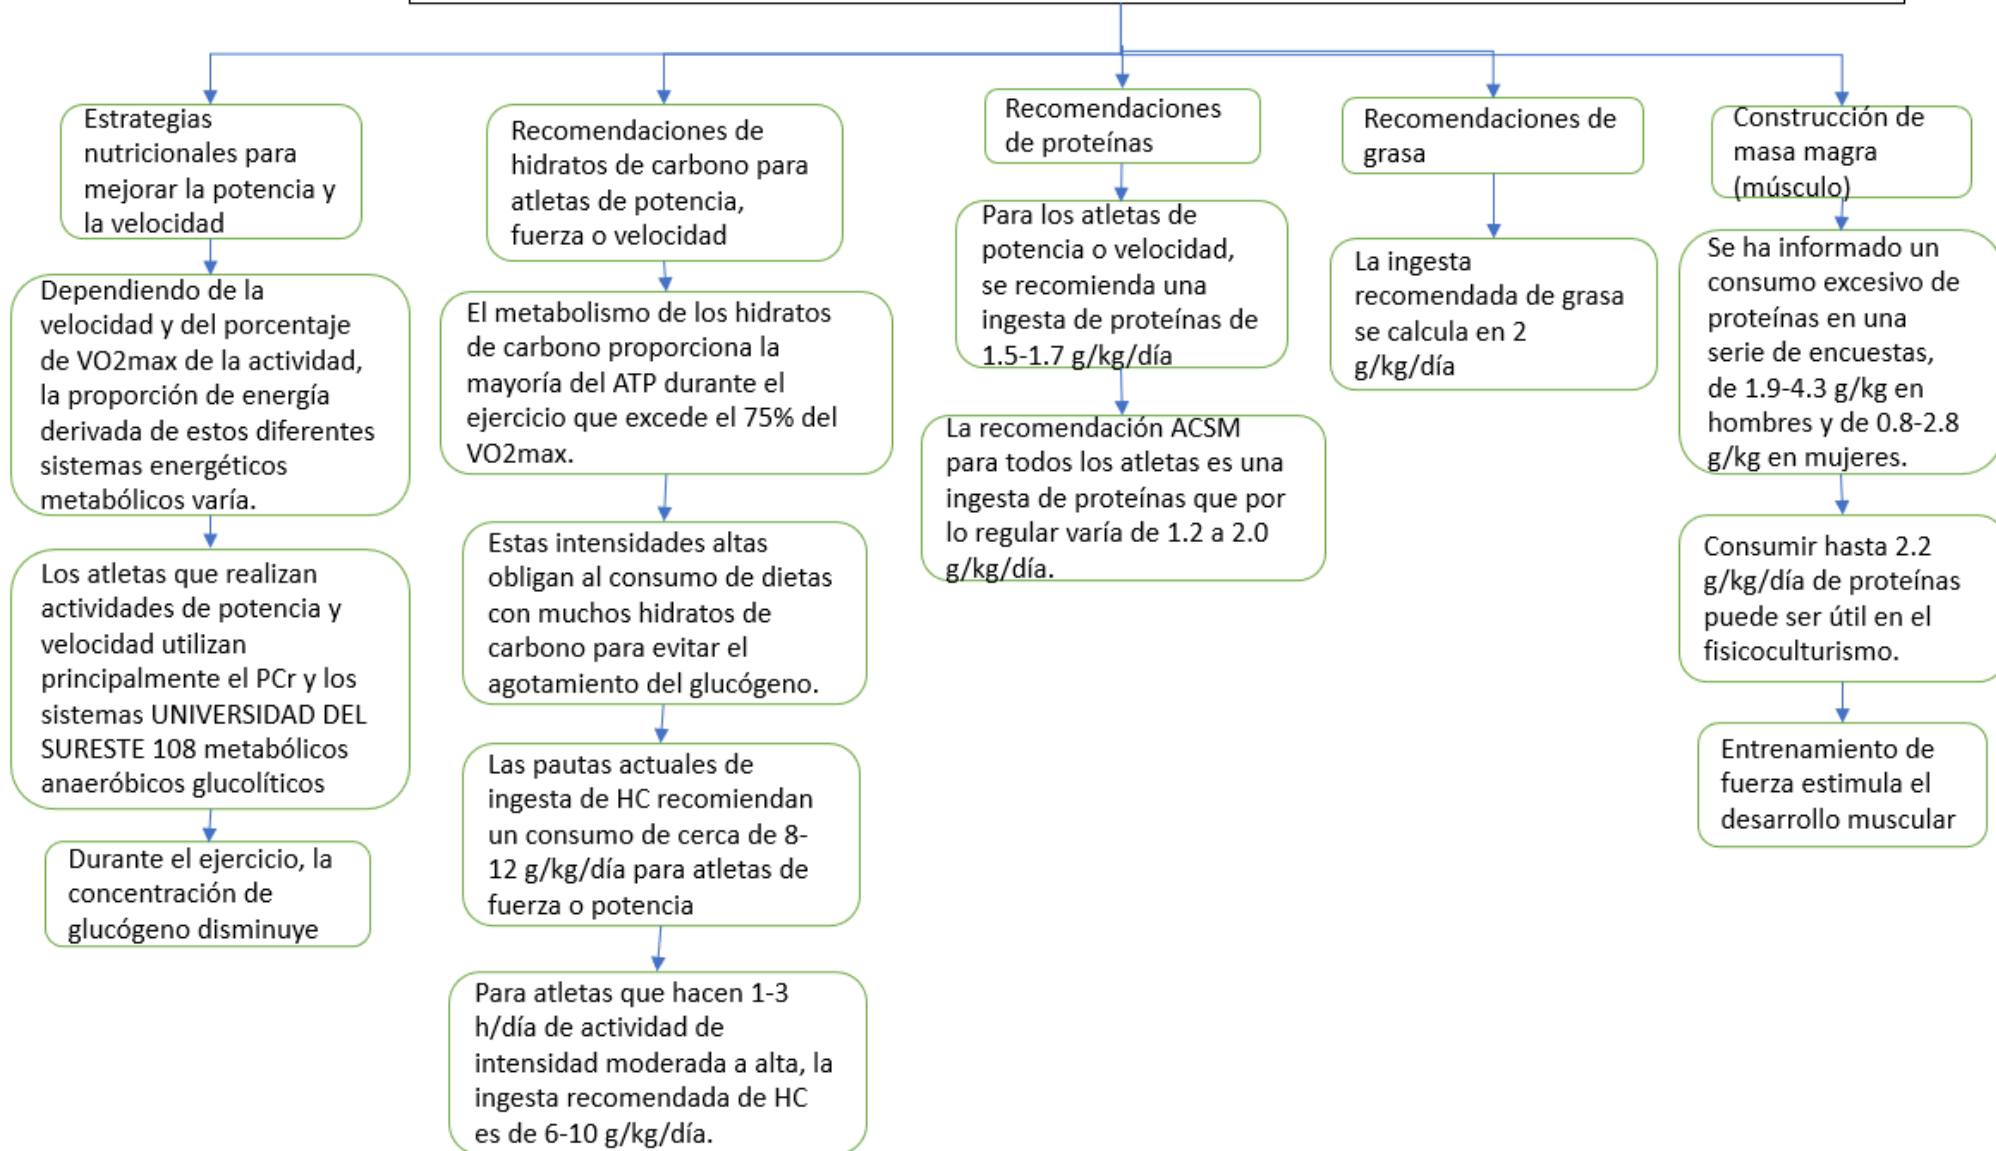 Estrategias
nutricionales para
mejorar la potencia y
la velocidad
Dependiendo de la
velocidad y del porcentaje
de VO2max de la actividad,
la proporción de energía
derivada de estos diferentes
sistemas energéticos
metabólicos varía.
Los atletas que realizan
actividades de potencia y
velocidad utilizan
principalmente el PCr y los
sistemas UNIVERSIDAD DEL
SURESTE 108 metabólicos
anaeróbicos glucolíticos
Durante el ejercicio, la
concentración de
glucógeno disminuye
Recomendaciones de
hidratos de carbono para
atletas de potencia,
fuerza o velocidad
El metabolismo de los hidratos
de carbono proporciona la
mayoría del ATP durante el
ejercicio que excede el 75% del
VO2max.
Estas intensidades altas
obligan al consumo de dietas
con muchos hidratos de
carbono para evitar el
agotamiento del glucógeno.
Las pautas actuales de
ingesta de HC recomiendan
un consumo de cerca de 8-
12 g/kg/día para atletas de
fuerza o potencia
Para atletas que hacen 1-3
h/día de actividad de
intensidad moderada a alta, la
ingesta recomendada de HC
es de 6-10 g/kg/día.
Recomendaciones
de proteínas
Para los atletas de
potencia o velocidad,
se recomienda una
ingesta de proteínas de
1.5-1.7 g/kg/día
La recomendación ACSM
para todos los atletas es una
ingesta de proteínas que por
lo regular varía de 1.2 a 2.0
g/kg/día.
Recomendaciones de
grasa
La ingesta
recomendada de grasa
se calcula en 2
g/kg/día
Construcción de
masa magra
(músculo)
Se ha informado un
consumo excesivo de
proteínas en una
serie de encuestas,
de 1.9-4.3 g/kg en
hombres y de 0.8-2.8
g/kg en mujeres.
Consumir hasta 2.2
g/kg/día de proteínas
puede ser útil en el
fisicoculturismo.
Entrenamiento de
fuerza estimula el
desarrollo muscular